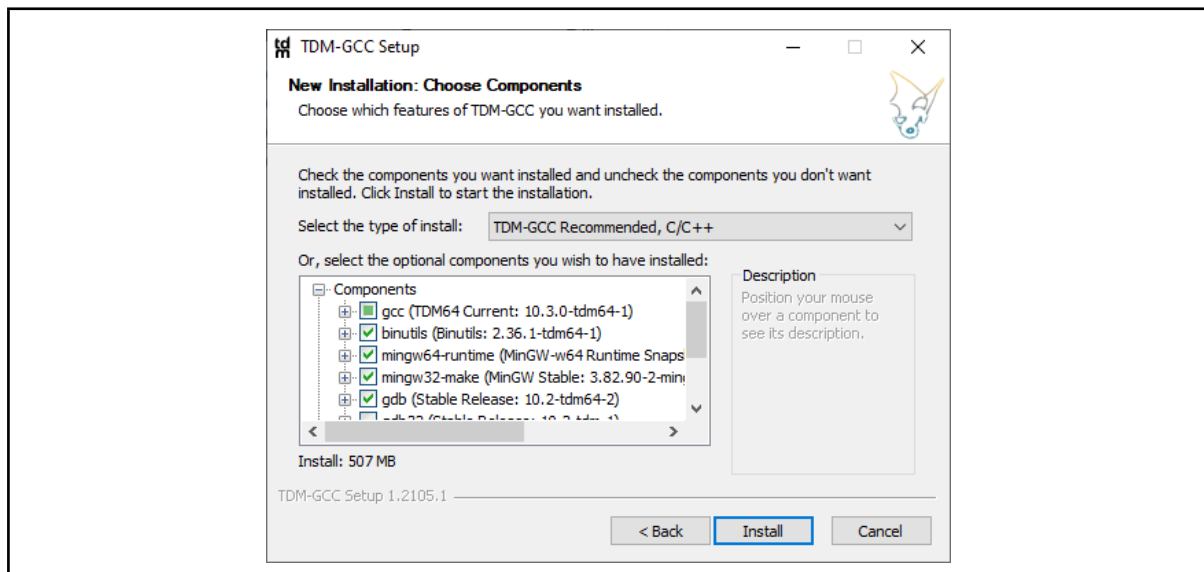 tdm TDM-GCC Setup
New Installation: Choose Components
Choose which features of TDM-GCC you want installed.
Check the components you want installed and uncheck the components you don't want
installed. Click Install to start the installation.
Select the type of install: TDM-GCC Recommended, C/C++
Or, select the optional components you wish to have installed:
Components
gcc (TDM64 Current: 10.3.0-tdm64-1)
binutils (Binutils: 2.36.1-tdm64-1)
mingw64-runtime (MinGW-w64 Runtime Snaps
mingw32-make (MinGW Stable: 3.82.90-2-min
gdb (Stable Release: 10.2-tdm64-2)
Description
Position your mouse
over a component to
see its description.
Install: 507 MB
TDM-GCC Setup 1.2105.1
< Back Install Cancel